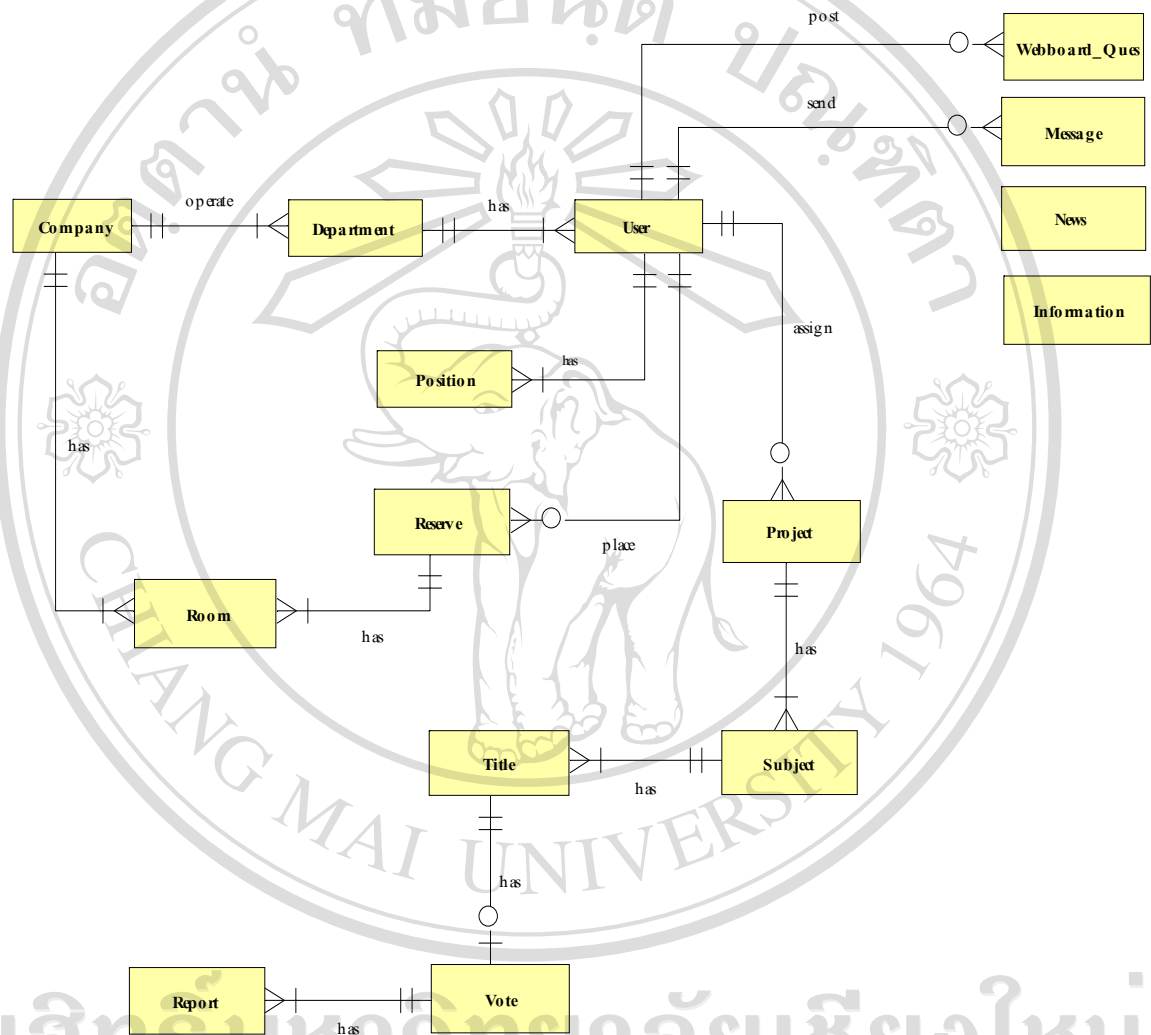 post
Webboard_Ques
send
Message
operate
has
Company
Department
User
News
Information
assign
has
Position
has
Reserve
place
Project
Room
has
has
Title
has
Subject
has
Report
has
Vote
CHIANG MAI UNIVERSITY 1964